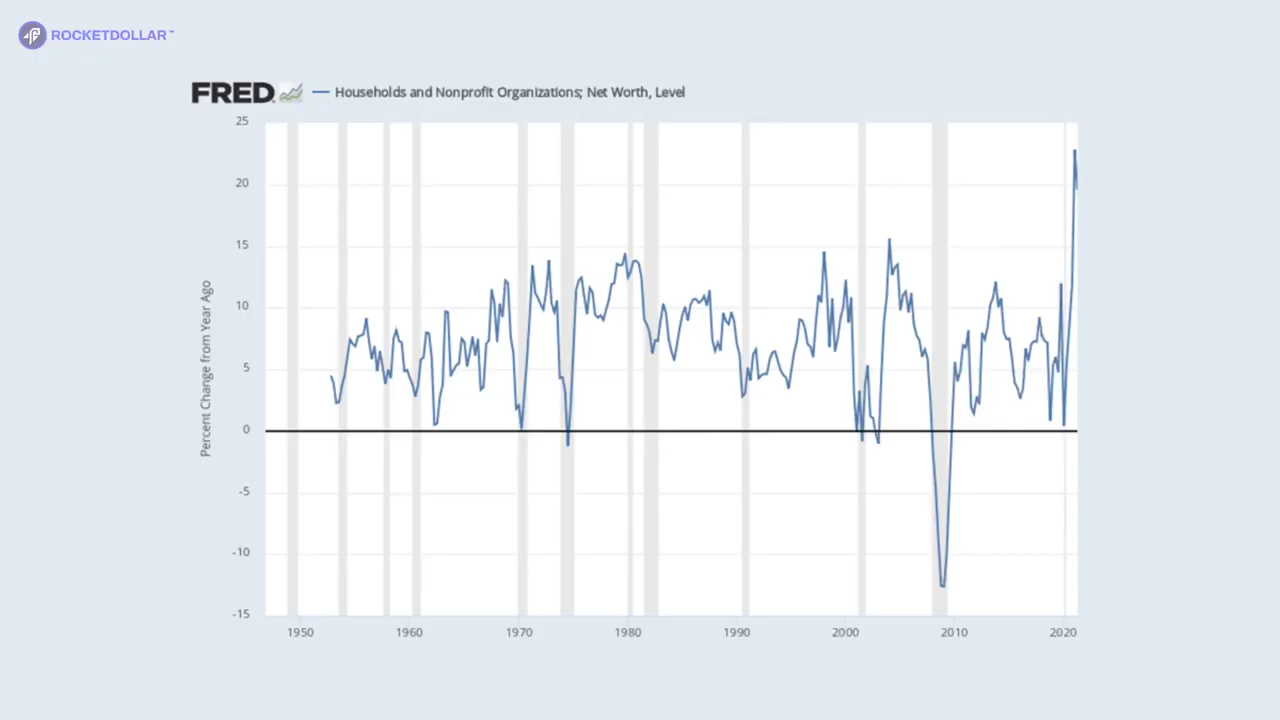 ROCKETDOLLAR™
FRED
Households and Nonprofit Organizations; Net Worth, Level
Percent Change from Year Ago
25
20
15
10
5
0
-5
-10
-15
1950 1960 1970 1980 1990 2000 2010 2020